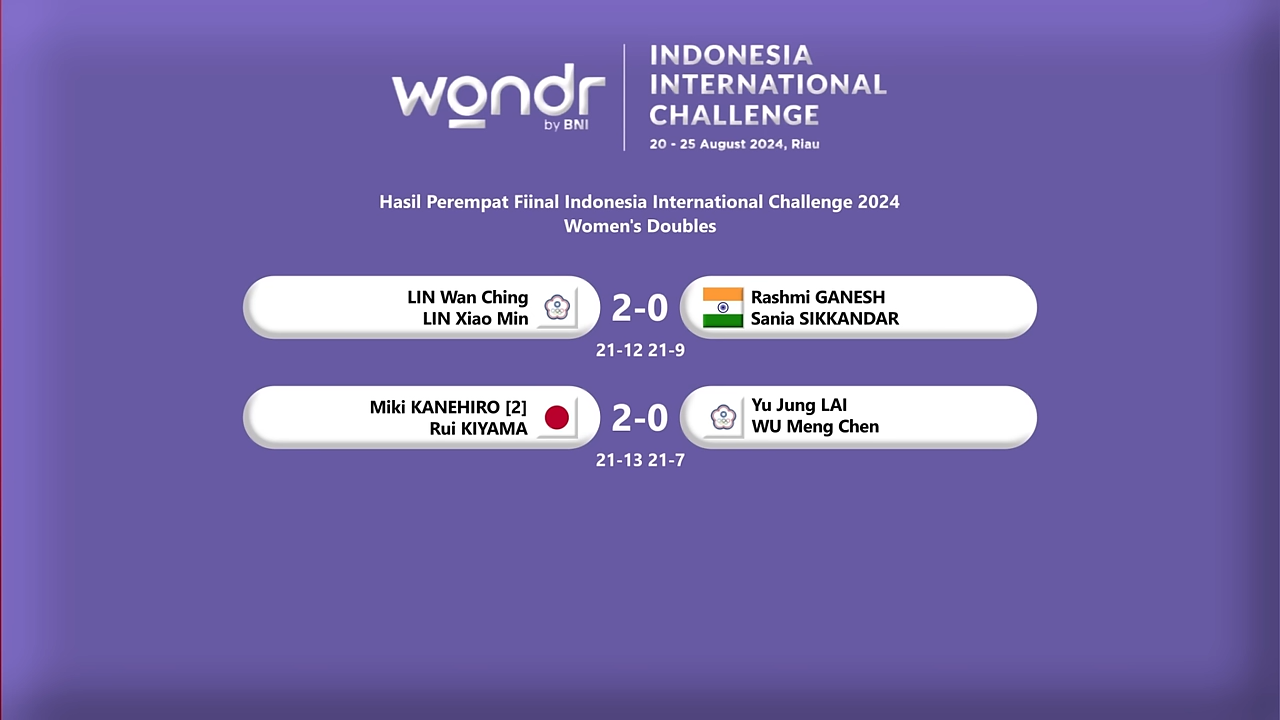 wondr
by BNI
INDONESIA
INTERNATIONAL
CHALLENGE
20 - 25 August 2024, Riau
Hasil Perempat Fiinal Indonesia International Challenge 2024
Women's Doubles
LIN Wan Ching
LIN Xiao Min
2-0
Rashmi GANESH
Sania SIKKANDAR
21-12 21-9
Miki KANEHIRO [2]
Rui KIYAMA
2-0
Yu Jung LAI
WU Meng Chen
21-13 21-7